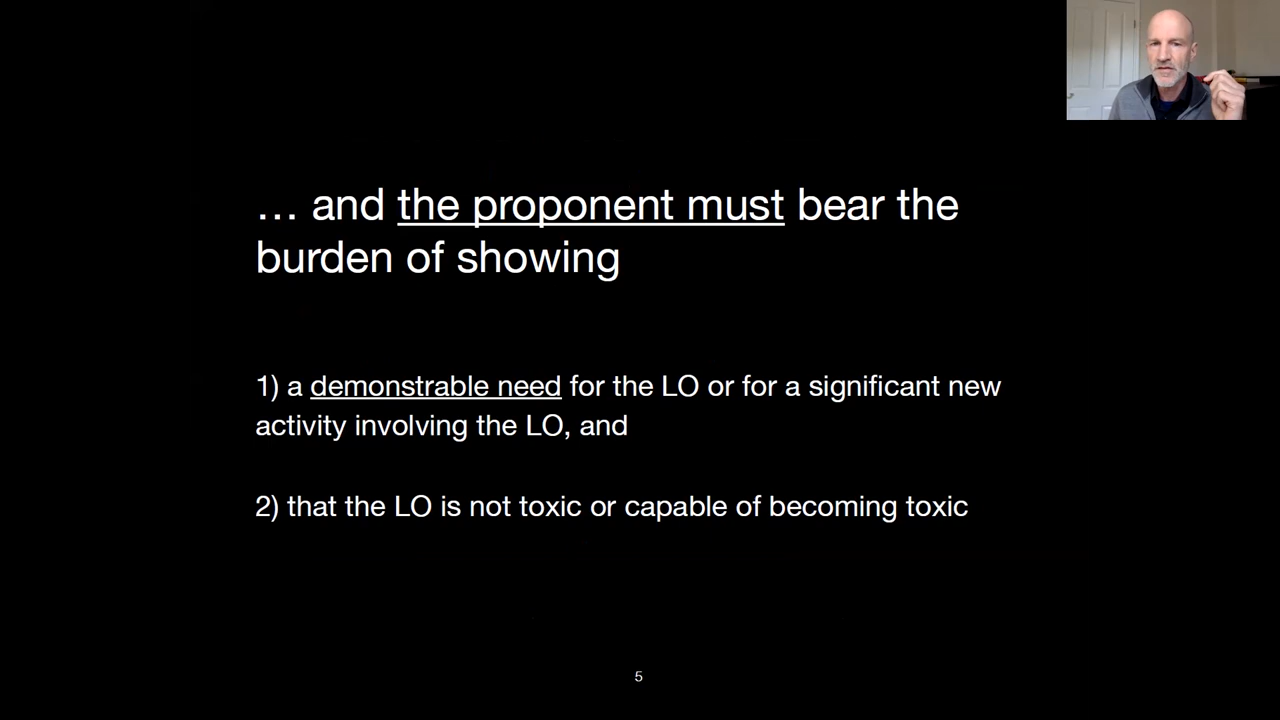 … and the proponent must bear the
burden of showing
1) a demonstrable need for the LO or for a significant new
activity involving the LO, and
2) that the LO is not toxic or capable of becoming toxic
5